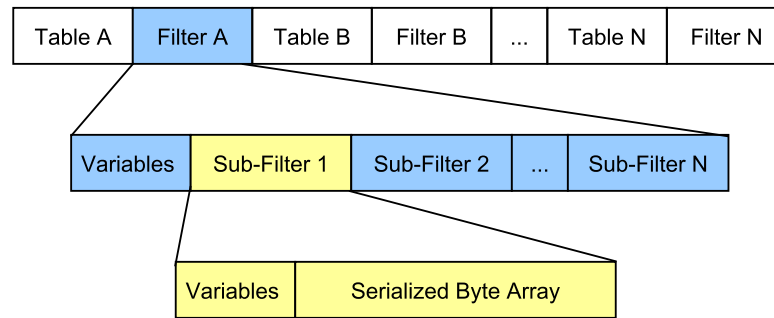 Table A Filter A Table B Filter B ... Table N Filter N
Variables Sub-Filter 1 Sub-Filter 2 ... Sub-Filter N
Variables Serialized Byte Array